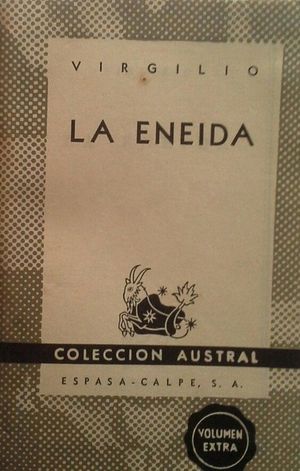 VIRGILIO
LA ENEIDA
COLECCION AUSTRAL
ESPASA-CALPE, S. A.
VOLUMEN
EXTRA